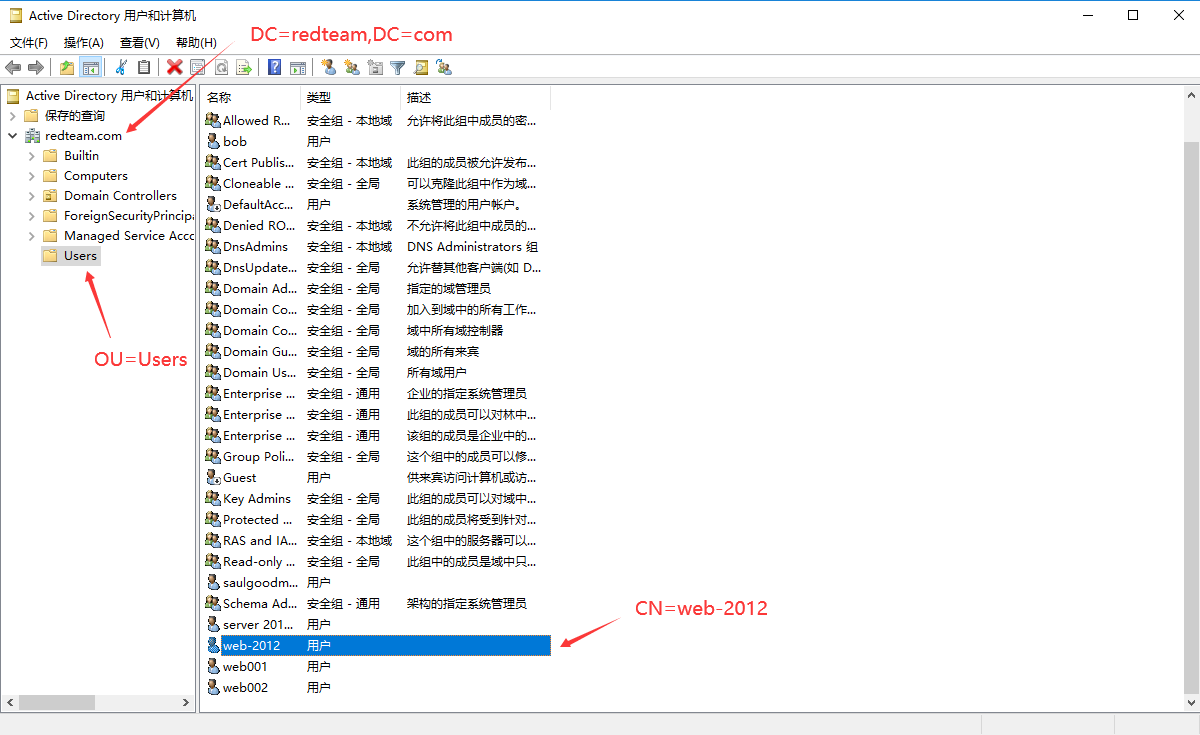 Active Directory 用户和计算机
文件(F) 操作(A) 查看(V) 帮助(H)
DC=redteam,DC=com
Active Directory 用户和计算机
保存的查询
redteam.com
Builtin
Computers
Domain Controllers
ForeignSecurityPrincipa
Managed Service Acco
Users
OU=Users
名称 类型 描述
Allowed R... 安全组 - 本地域 允许将此组中成员的密...
bob 用户
Cert Publis... 安全组 - 本地域 此组的成员被允许发布...
Cloneable ... 安全组 - 全局 可以克隆此组中作为域...
DefaultAcc... 用户 系统管理的用户帐户。
Denied RO... 安全组 - 本地域 不允许将此组中成员的...
DnsAdmins 安全组 - 本地域 DNS Administrators 组
DnsUpdate... 安全组 - 全局 允许替其他客户端(如 D...
Domain Ad... 安全组 - 全局 指定的域管理员
Domain Co... 安全组 - 全局 加入到域中的所有工作...
Domain Co... 安全组 - 全局 域中所有域控制器
Domain Gu... 安全组 - 全局 域的所有来宾
Domain Us... 安全组 - 全局 所有域用户
Enterprise ... 安全组 - 通用 企业的指定系统管理员
Enterprise ... 安全组 - 通用 此组的成员可以对林中...
Enterprise ... 安全组 - 通用 该组的成员是企业中的...
Group Poli... 安全组 - 全局 这个组中的成员可以修...
Guest 用户 供来宾访问计算机或访...
Key Admins 安全组 - 全局 此组的成员可以对域中...
Protected ... 安全组 - 全局 此组的成员将受到针对...
RAS and IA... 安全组 - 本地域 这个组中的服务器可以...
Read-only ... 安全组 - 全局 此组中的成员是域中只...
saulgoodm... 用户
Schema Ad... 安全组 - 通用 架构的指定系统管理员
server 201... 用户
web-2012 用户
web001 用户
web002 用户
CN=web-2012